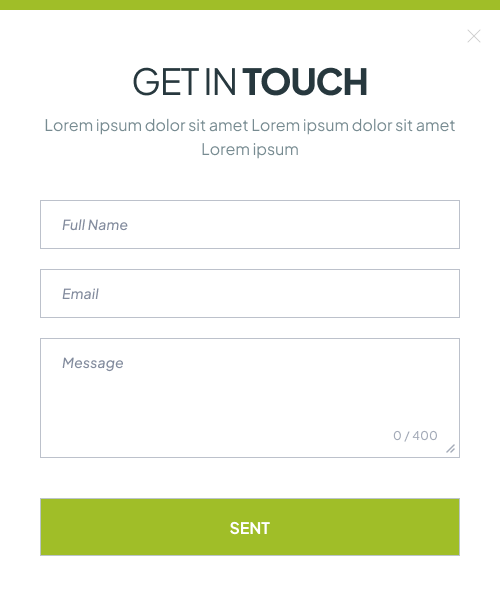 GET IN TOUCH
Lorem ipsum dolor sit amet Lorem ipsum dolor sit amet
Lorem ipsum
Full Name
Email
Message
0 / 400
SENT